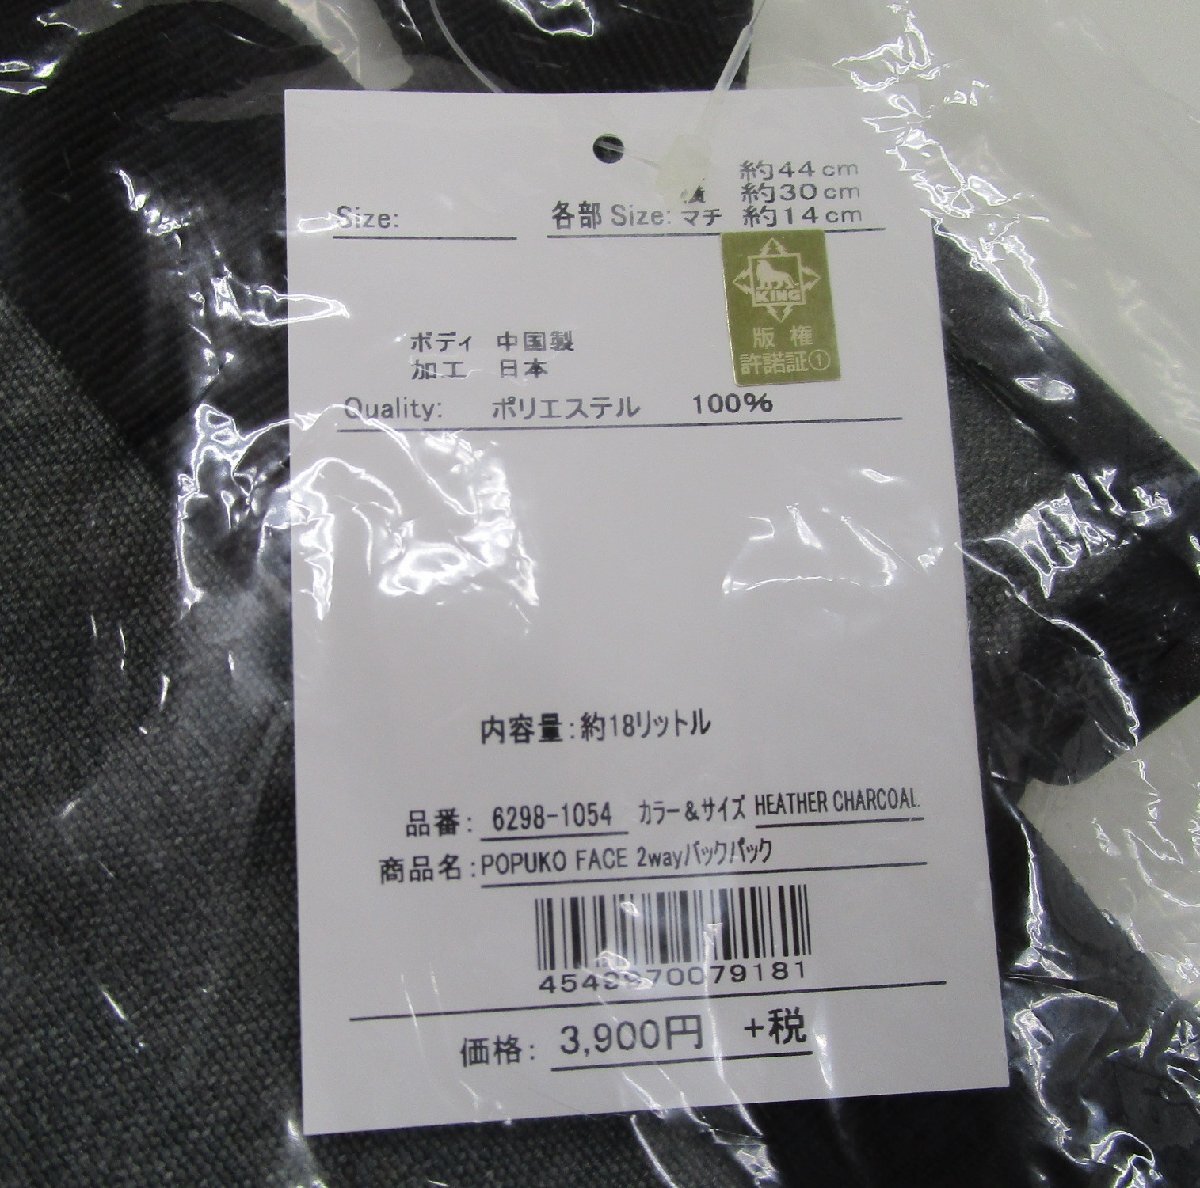 約44cm
約30cm
Size:
各部 Size: マチ 約14cm
KING
版権
許諾証①
ボディ 中国製
加工 日本
Quality: ポリエステル 100%
内容量:約18リットル
品番: 6298-1054 カラー&サイズ HEATHER CHARCOAL
商品名:POPUKO FACE 2wayバックパック
価格: 3,900円 +税